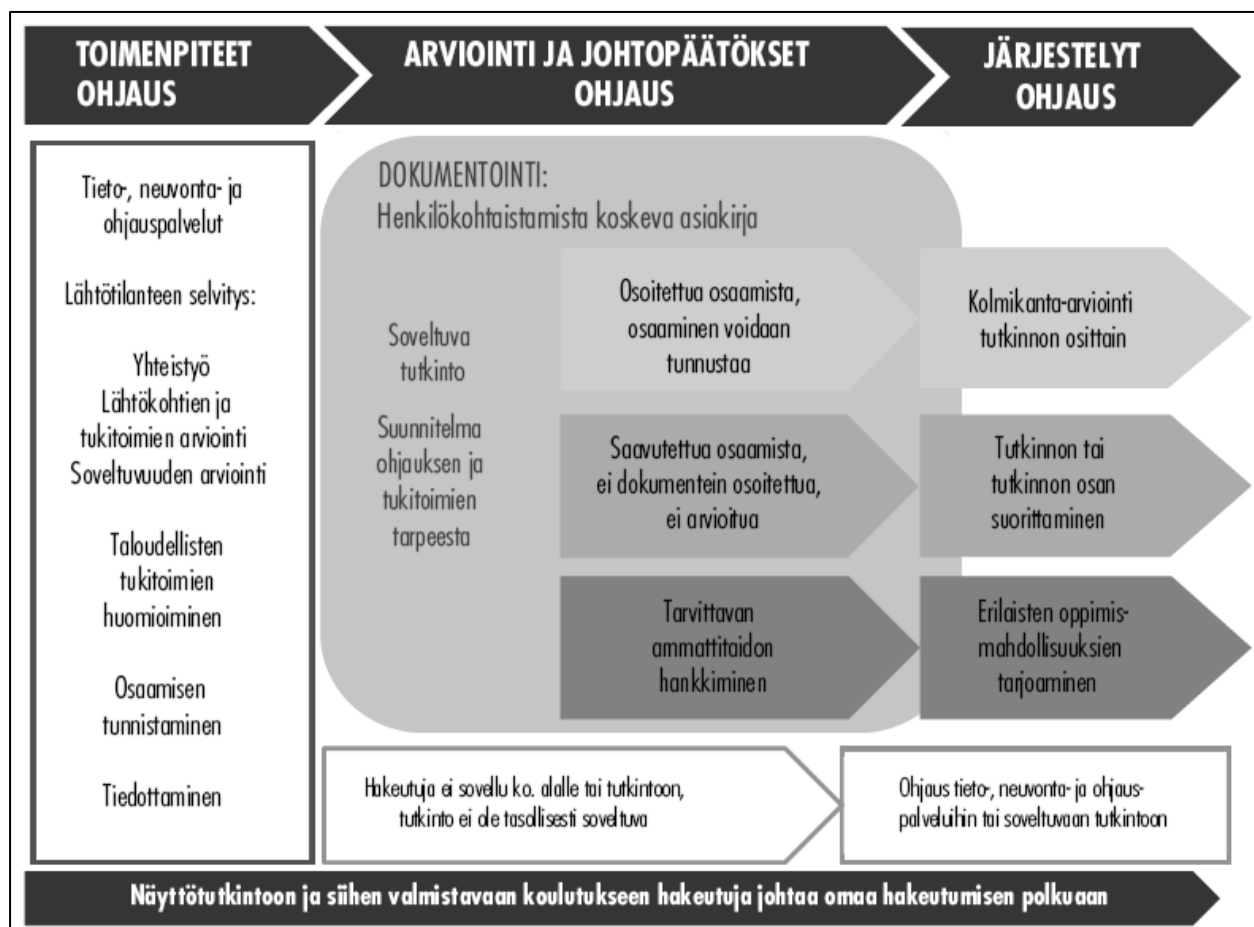 TOIMENPITEET
OHJAUS
ARVIOINTI JA JOHTOPÄÄTÖKSET
OHJAUS
JÄRJESTELYT
OHJAUS
Tieto-, neuvonta- ja
ohjauspalvelut
Lähtötilanteen selvitys:
Yhteistyö
Lähtökohtien ja
tukitoimien arviointi
Soveltuvuuden arviointi
Taloudellisten
tukitoimien
huomioiminen
Osaamisen
tunnistaminen
Tiedottaminen
DOKUMENTOINTI:
Henkilökohtaistamista koskeva asiakirja
Soveltuva
tutkinto
Suunnitelma
ohjauksen ja
tukitoimien
tarpeesta
Osoitettua osaamista,
osaaminen voidaan
tunnustaa
Kolmikanta-arviointi
tutkinnon osittain
Saavutettua osaamista,
ei dokumentein osoitettua,
ei arvioitua
Tutkinnon tai
tutkinnon osan
suorittaminen
Tarvittavan
ammattitaidon
hankkiminen
Erilaisten oppimis-
mahdollisuuksien
tarjoaminen
Hakeutuja ei sovellu ko. alalle tai tutkintoon,
tutkinto ei ole tasollisesti soveltuva
Ohjaus tieto-, neuvonta- ja ohjaus-
palveluihin tai soveltuvaan tutkintoon
Näyttötutkintoon ja siihen valmistavaan koulutukseen hakeutuja johtaa omaa hakeutumisen polkuaan